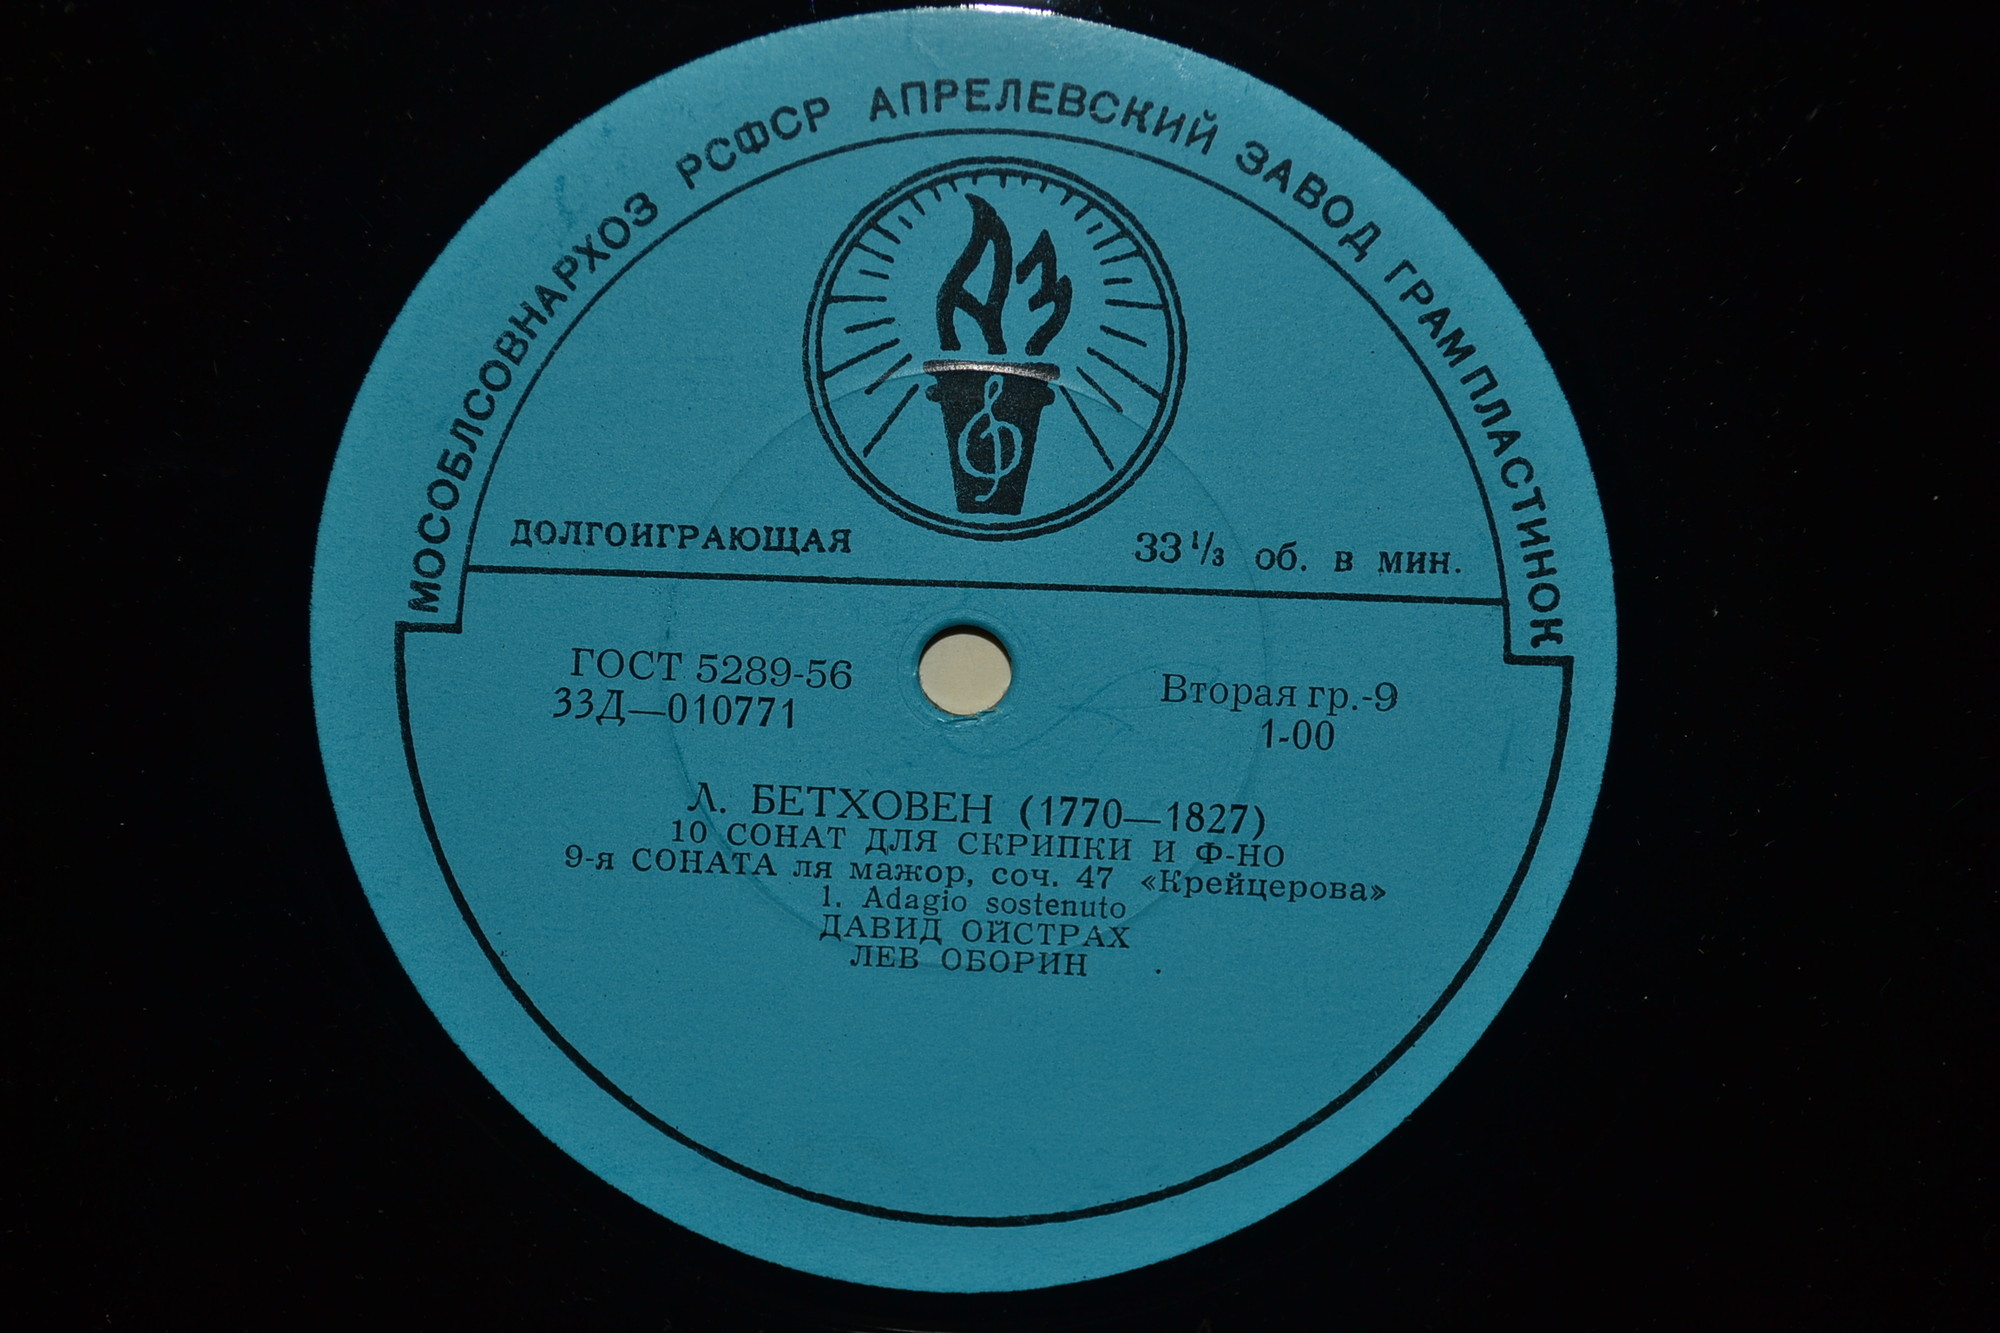 МОСОБЛСОВНАРХОЗ РСФСР АПРЕЛЕВСКИЙ ЗАВОД ГРАМПЛАСТИНОК
АЗ
ДОЛГОИГРАЮЩАЯ 33 1/3 об. в мин.
ГОСТ 5289-56
33Д—010771
Вторая гр.-9
1-00
Л. БЕТХОВЕН (1770—1827)
10 СОНАТ ДЛЯ СКРИПКИ И Ф-НО
9-я СОНАТА ля мажор, соч. 47 «Крейцерова»
1. Adagio sostenuto
ДАВИД ОЙСТРАХ
ЛЕВ ОБОРИН